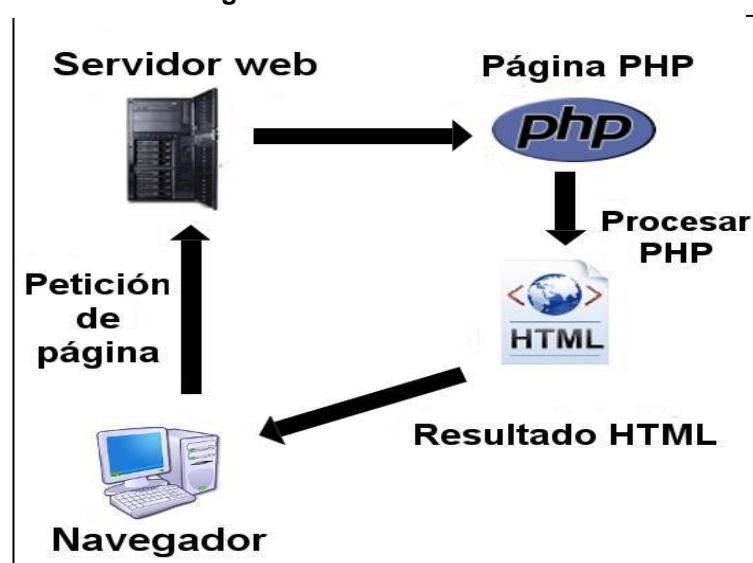 Servidor web
Página PHP
php
Procesar
PHP
Petición
de
página
< >
HTML
Resultado HTML
Navegador